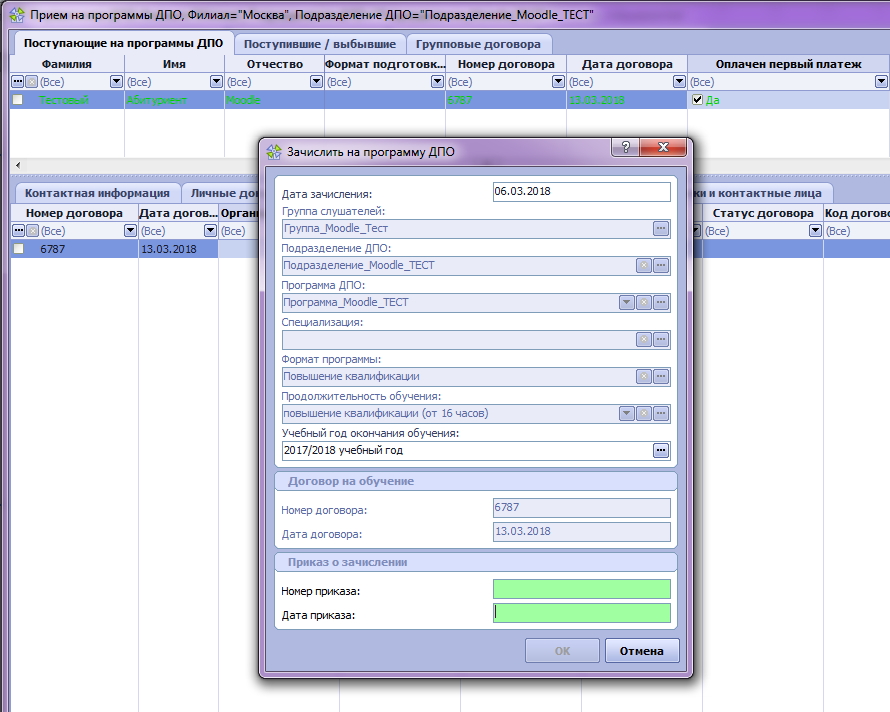 Прием на программы ДПО, Филиал="Москва", Подразделение ДПО="Подразделение_Moodle_ТЕСТ"
Поступающие на программы ДПО Поступившие / выбывшие Групповые договора
Фамилия Имя Отчество Формат подготовк... Номер договора Дата договора Оплачен первый платеж
(Все) (Все) (Все) (Все) (Все) (Все) (Все)
Тестовый Абитуриент Moodle 6787 13.03.2018 Да
Контактная информация Личные до ки и контактные лица
Номер договора Дата догов... Орган Статус договора Код догово
(Все) (Все) (Все) (Все) (Все)
6787 13.03.2018
Зачислить на программу ДПО
Дата зачисления: 06.03.2018
Группа слушателей:
Группа_Moodle_Тест
Подразделение ДПО:
Подразделение_Moodle_ТЕСТ
Программа ДПО:
Программа_Moodle_ТЕСТ
Специализация:
Формат программы:
Повышение квалификации
Продолжительность обучения:
повышение квалификации (от 16 часов)
Учебный год окончания обучения:
2017/2018 учебный год
Договор на обучение
Номер договора: 6787
Дата договора: 13.03.2018
Приказ о зачислении
Номер приказа:
Дата приказа:
ОК Отмена